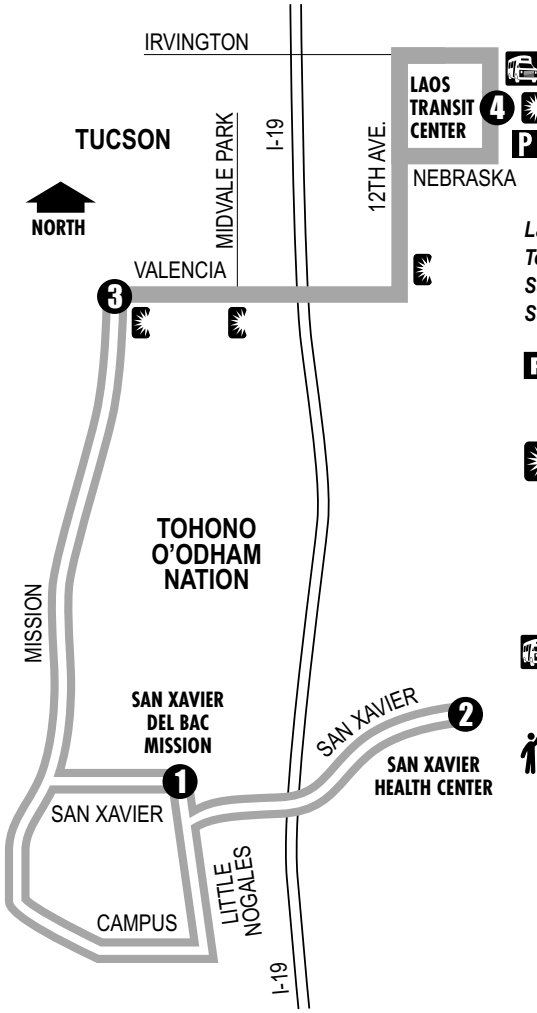 IRVINGTON
LAOS
TRANSIT
CENTER
4
P
TUCSON
MIDVALE PARK
I-19
12TH AVE.
NEBRASKA
NORTH
VALENCIA
3
TOHONO
O'ODHAM
NATION
MISSION
SAN XAVIER
DEL BAC
MISSION
1
SAN XAVIER
2
SAN XAVIER
HEALTH CENTER
SAN XAVIER
LITTLE
NOGALES
CAMPUS
I-19